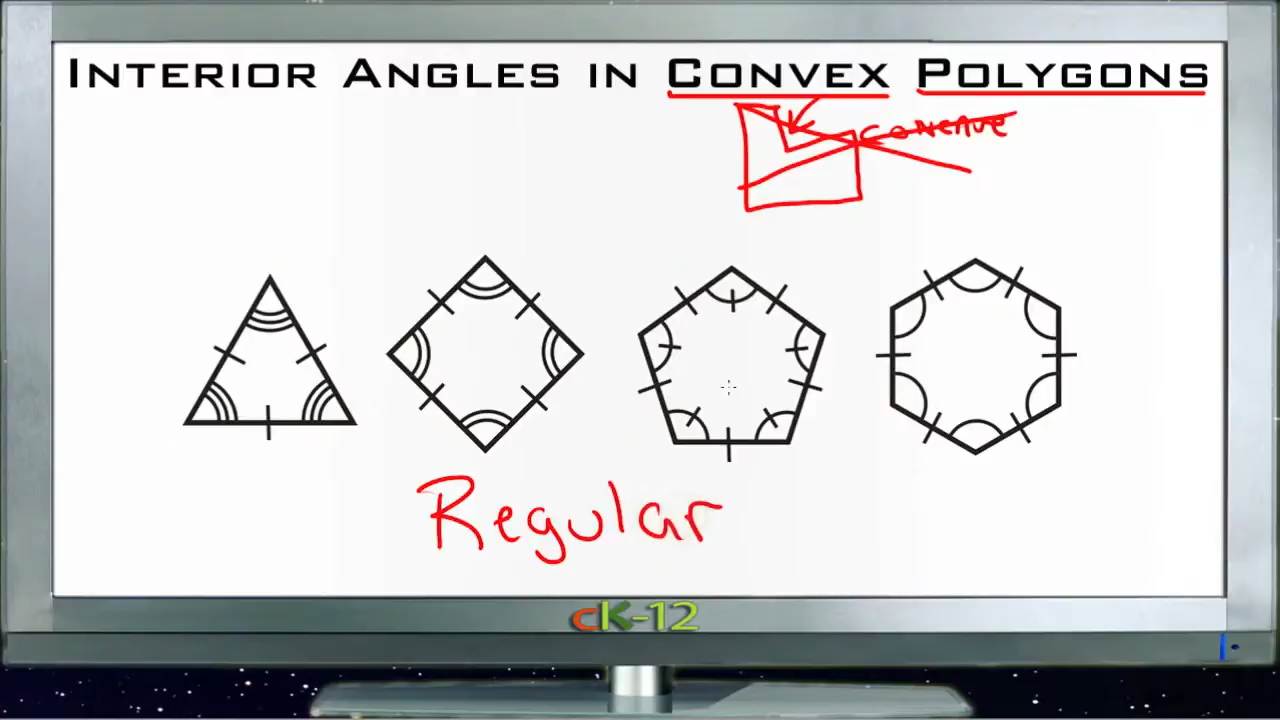 INTERIOR ANGLES IN CONVEX POLYGONS
CONCAVE
Regular
cK-12